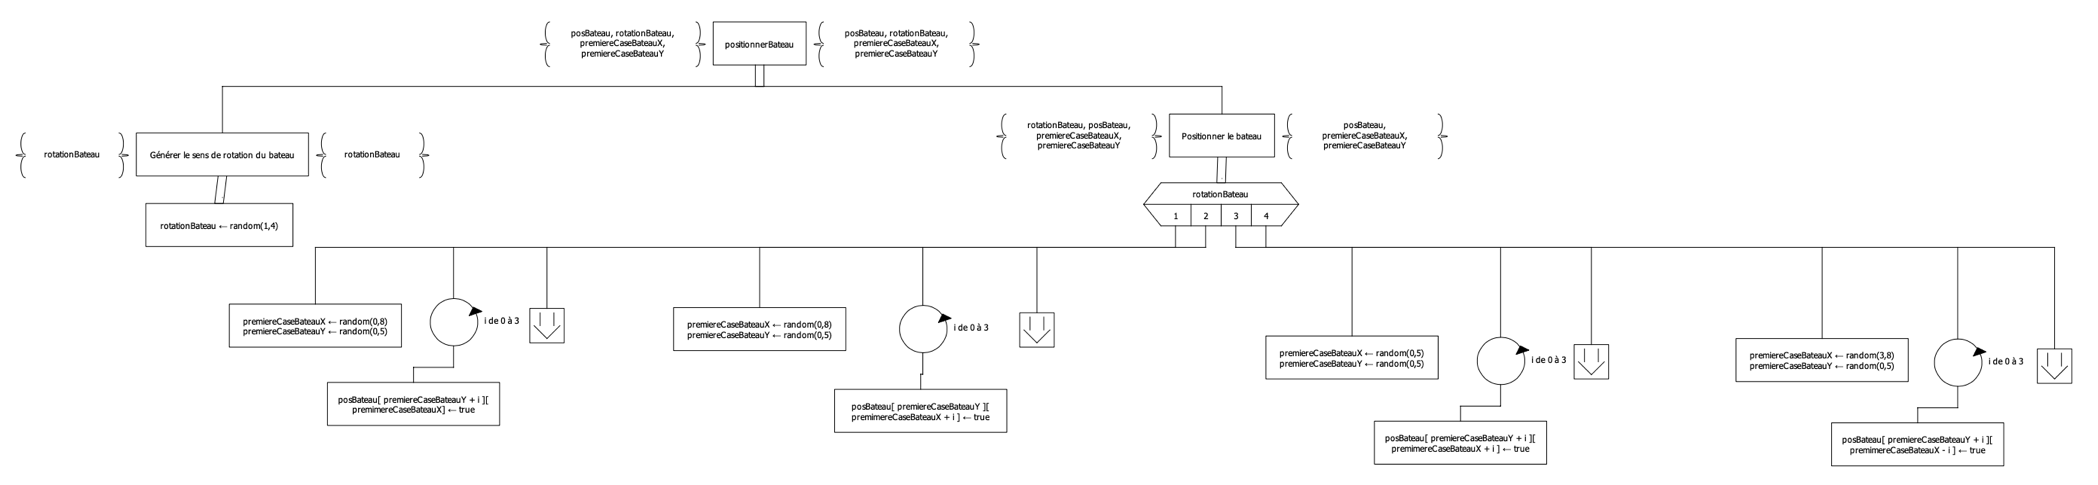 posBateau, rotationBateau,
premiereCaseBateauX,
premiereCaseBateauY
positionnerBateau
posBateau, rotationBateau,
premiereCaseBateauX,
premiereCaseBateauY
rotationBateau
Générer le sens de rotation du bateau
rotationBateau
rotationBateau ← random(1,4)
rotationBateau, posBateau,
premiereCaseBateauX,
premiereCaseBateauY
Positionner le bateau
posBateau,
premiereCaseBateauX,
premiereCaseBateauY
rotationBateau
1 2 3 4
premiereCaseBateauX ← random(0,8)
premiereCaseBateauY ← random(0,5)
i de 0 à 3
posBateau[ premiereCaseBateauY + i ][
premimereCaseBateauX] ← true
premiereCaseBateauX ← random(0,8)
premiereCaseBateauY ← random(0,5)
i de 0 à 3
posBateau[ premiereCaseBateauY ][
premimereCaseBateauX + i ] ← true
premiereCaseBateauX ← random(0,5)
premiereCaseBateauY ← random(0,5)
i de 0 à 3
posBateau[ premiereCaseBateauY + i ][
premimereCaseBateauX + i ] ← true
premiereCaseBateauX ← random(3,8)
premiereCaseBateauY ← random(0,5)
i de 0 à 3
posBateau[ premiereCaseBateauY + i ][
premimereCaseBateauX - i ] ← true